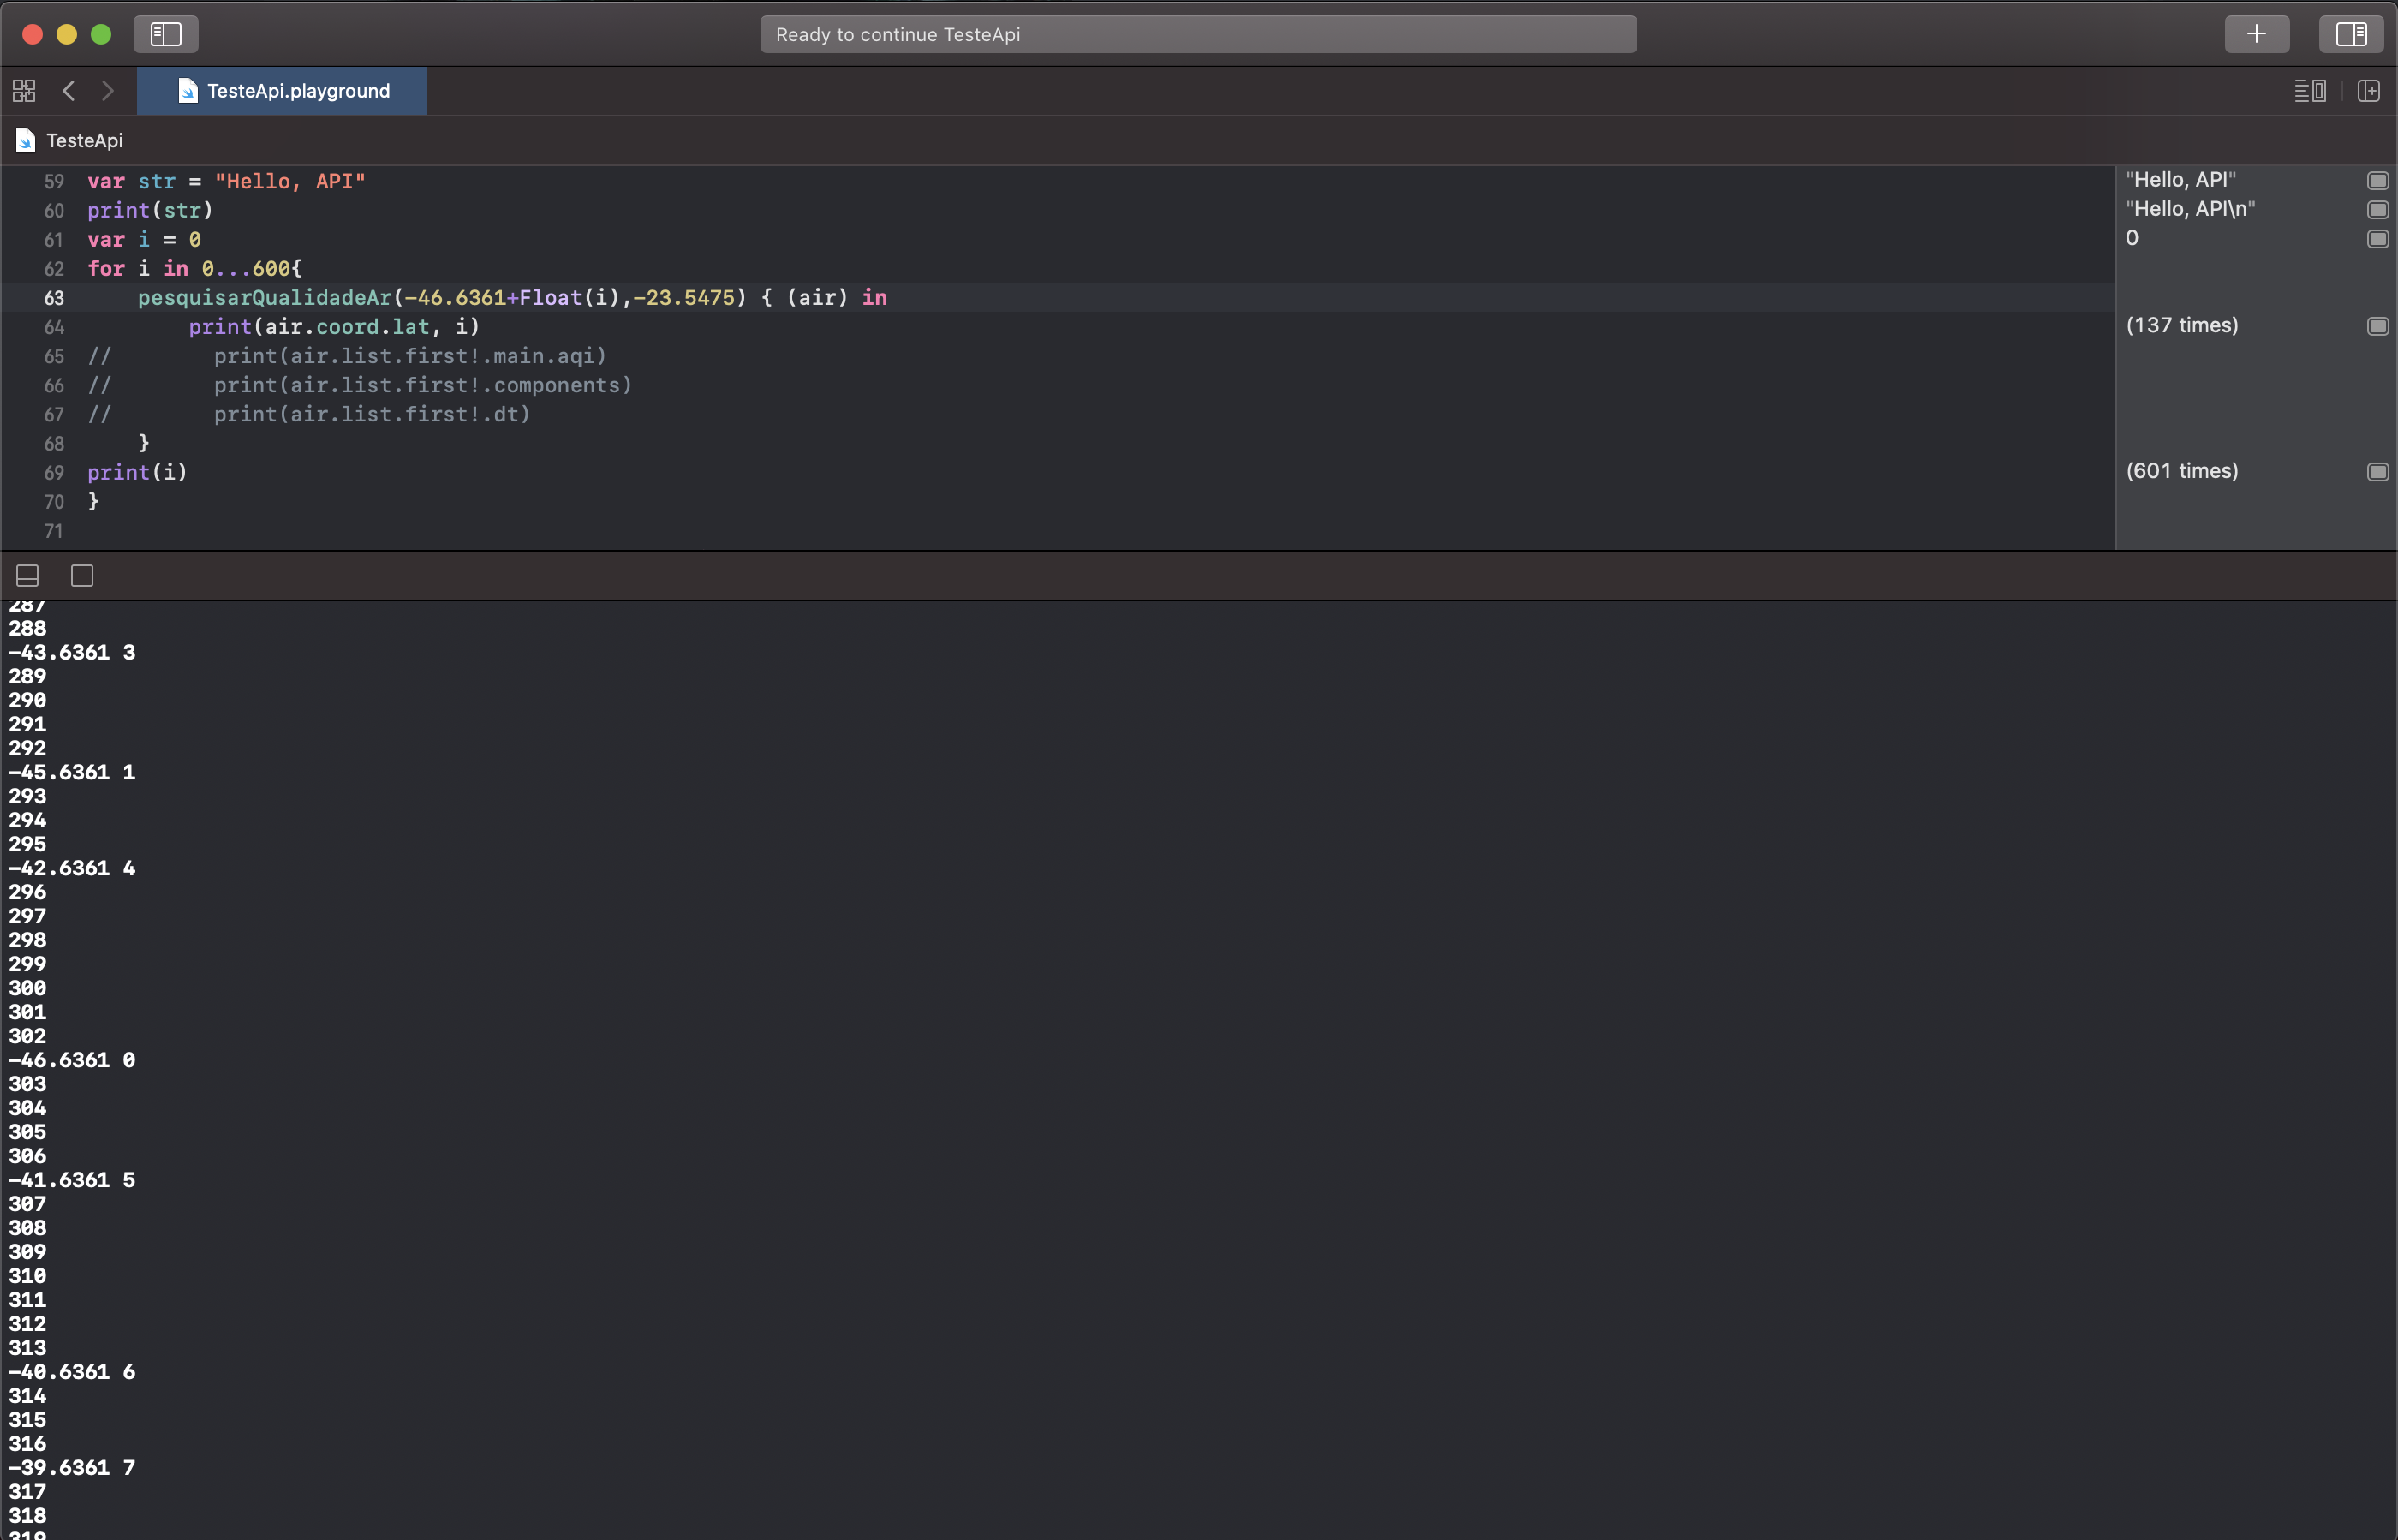 Ready to continue TesteApi
TesteApi.playground
TesteApi
59 var str = "Hello, API"
"Hello, API"
60 print(str)
"Hello, API\n"
61 var i = 0
0
62 for i in 0...600{
63     pesquisarQualidadeAr(-46.6361+Float(i),-23.5475) { (air) in
64         print(air.coord.lat, i)
(137 times)
65 //        print(air.list.first!.main.aqi)
66 //        print(air.list.first!.components)
67 //        print(air.list.first!.dt)
68     }
69 print(i)
(601 times)
70 }
71
287
288
-43.6361 3
289
290
291
292
-45.6361 1
293
294
295
-42.6361 4
296
297
298
299
300
301
302
-46.6361 0
303
304
305
306
-41.6361 5
307
308
309
310
311
312
313
-40.6361 6
314
315
316
-39.6361 7
317
318
319